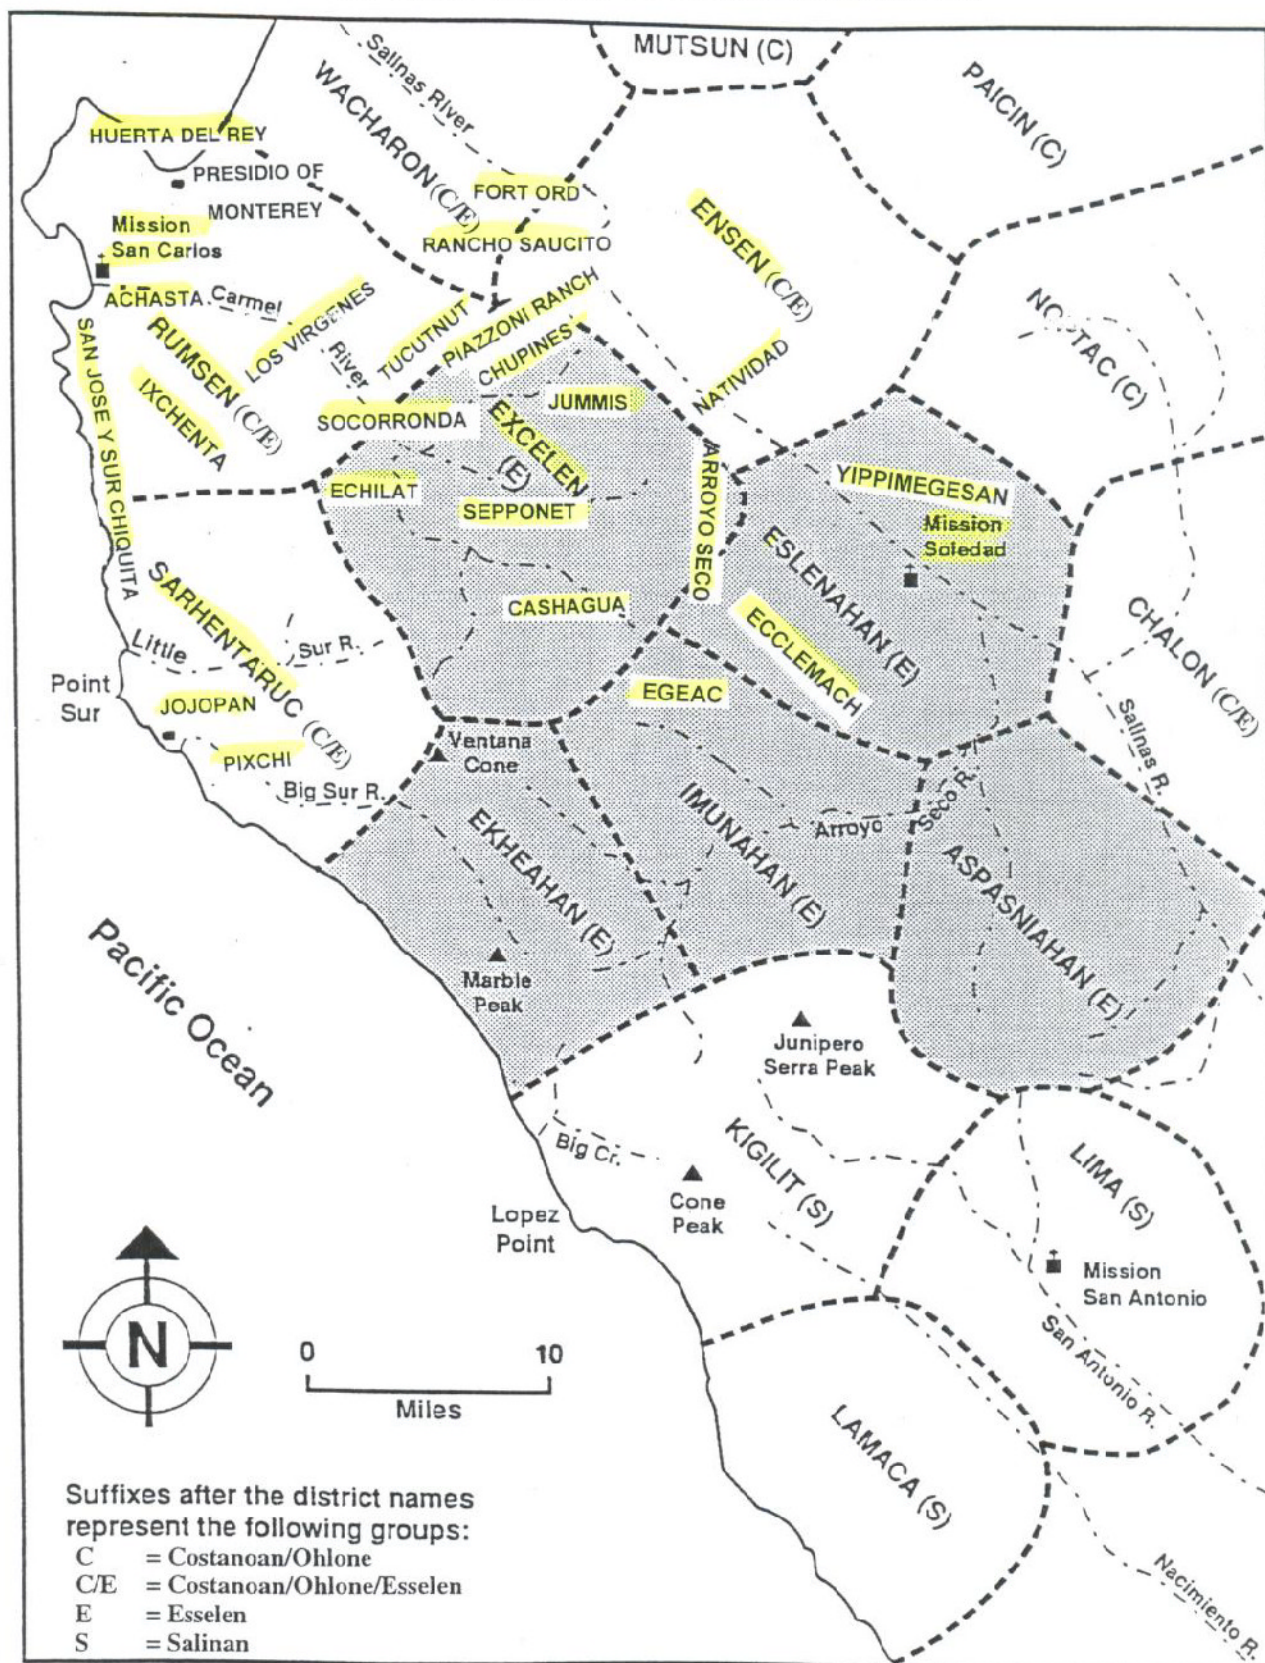 MUTSUN (C)
PAICIN (C)
Salinas River
WACHARON (C/E)
HUERTA DEL REY
PRESIDIO OF
MONTEREY
FORT ORD
RANCHO SAUCITO
ENSEN (C/E)
Mission
San Carlos
ACHASTA
Carmel
River
LOS VIRGENES
TUCUTNUT
PIAZZONI RANCH
CHUPINES
NATIVIDAD
NOPTAC (C)
SAN JOSE Y SUR CHIQUITA
RUMSEN (C/E)
IXCHENTA
SOCORRONDA
JUMMIS
EXCELEN
(E)
ECHILAT
SEPPONET
ARROYO SECO
YIPPIMEGESAN
Mission
Soledad
ESLENAHAN (E)
CASHAGUA
ECCLEMACH
CHALON (C/E)
SARHENTARUC (C/E)
Little
Sur R.
Point
Sur
JOJOPAN
PIXCHI
Big Sur R.
EGEAC
Ventana
Cone
Salinas R.
EKHEAHAN (E)
IMUNAHAN (E)
Arroyo
Seco R.
ASPASNIAHAN (E)
Pacific Ocean
Marble
Peak
Junipero
Serra Peak
Big Cr.
KIGILIT (S)
LIMA (S)
Cone
Peak
Lopez
Point
Mission
San Antonio
San Antonio R.
N
0 10
Miles
LAMACA (S)
Nacimiento R.
Suffixes after the district names
represent the following groups:
C = Costanoan/Ohlone
C/E = Costanoan/Ohlone/Esselen
E = Esselen
S = Salinan